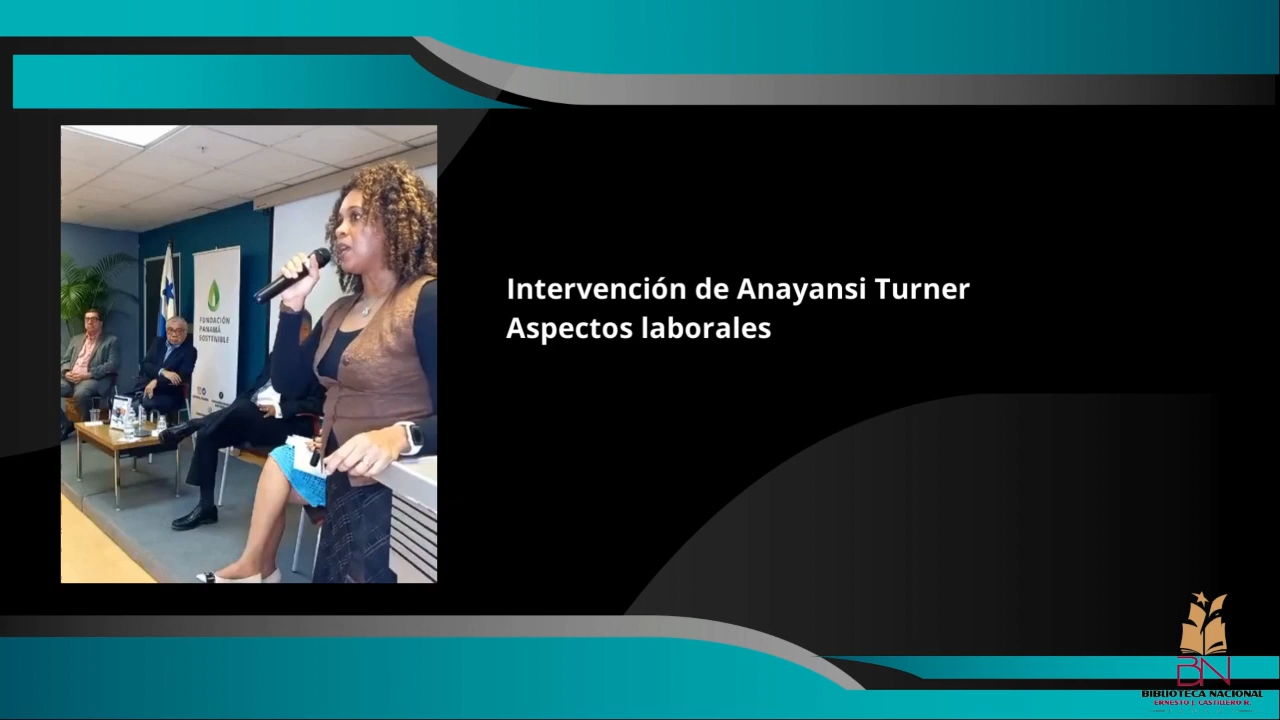 FUNDACIÓN
PANAMÁ
SOSTENIBLE
Intervención de Anayansi Turner
Aspectos laborales
BN
BIBLIOTECA NACIONAL
ERNESTO J. CASTILLERO R.